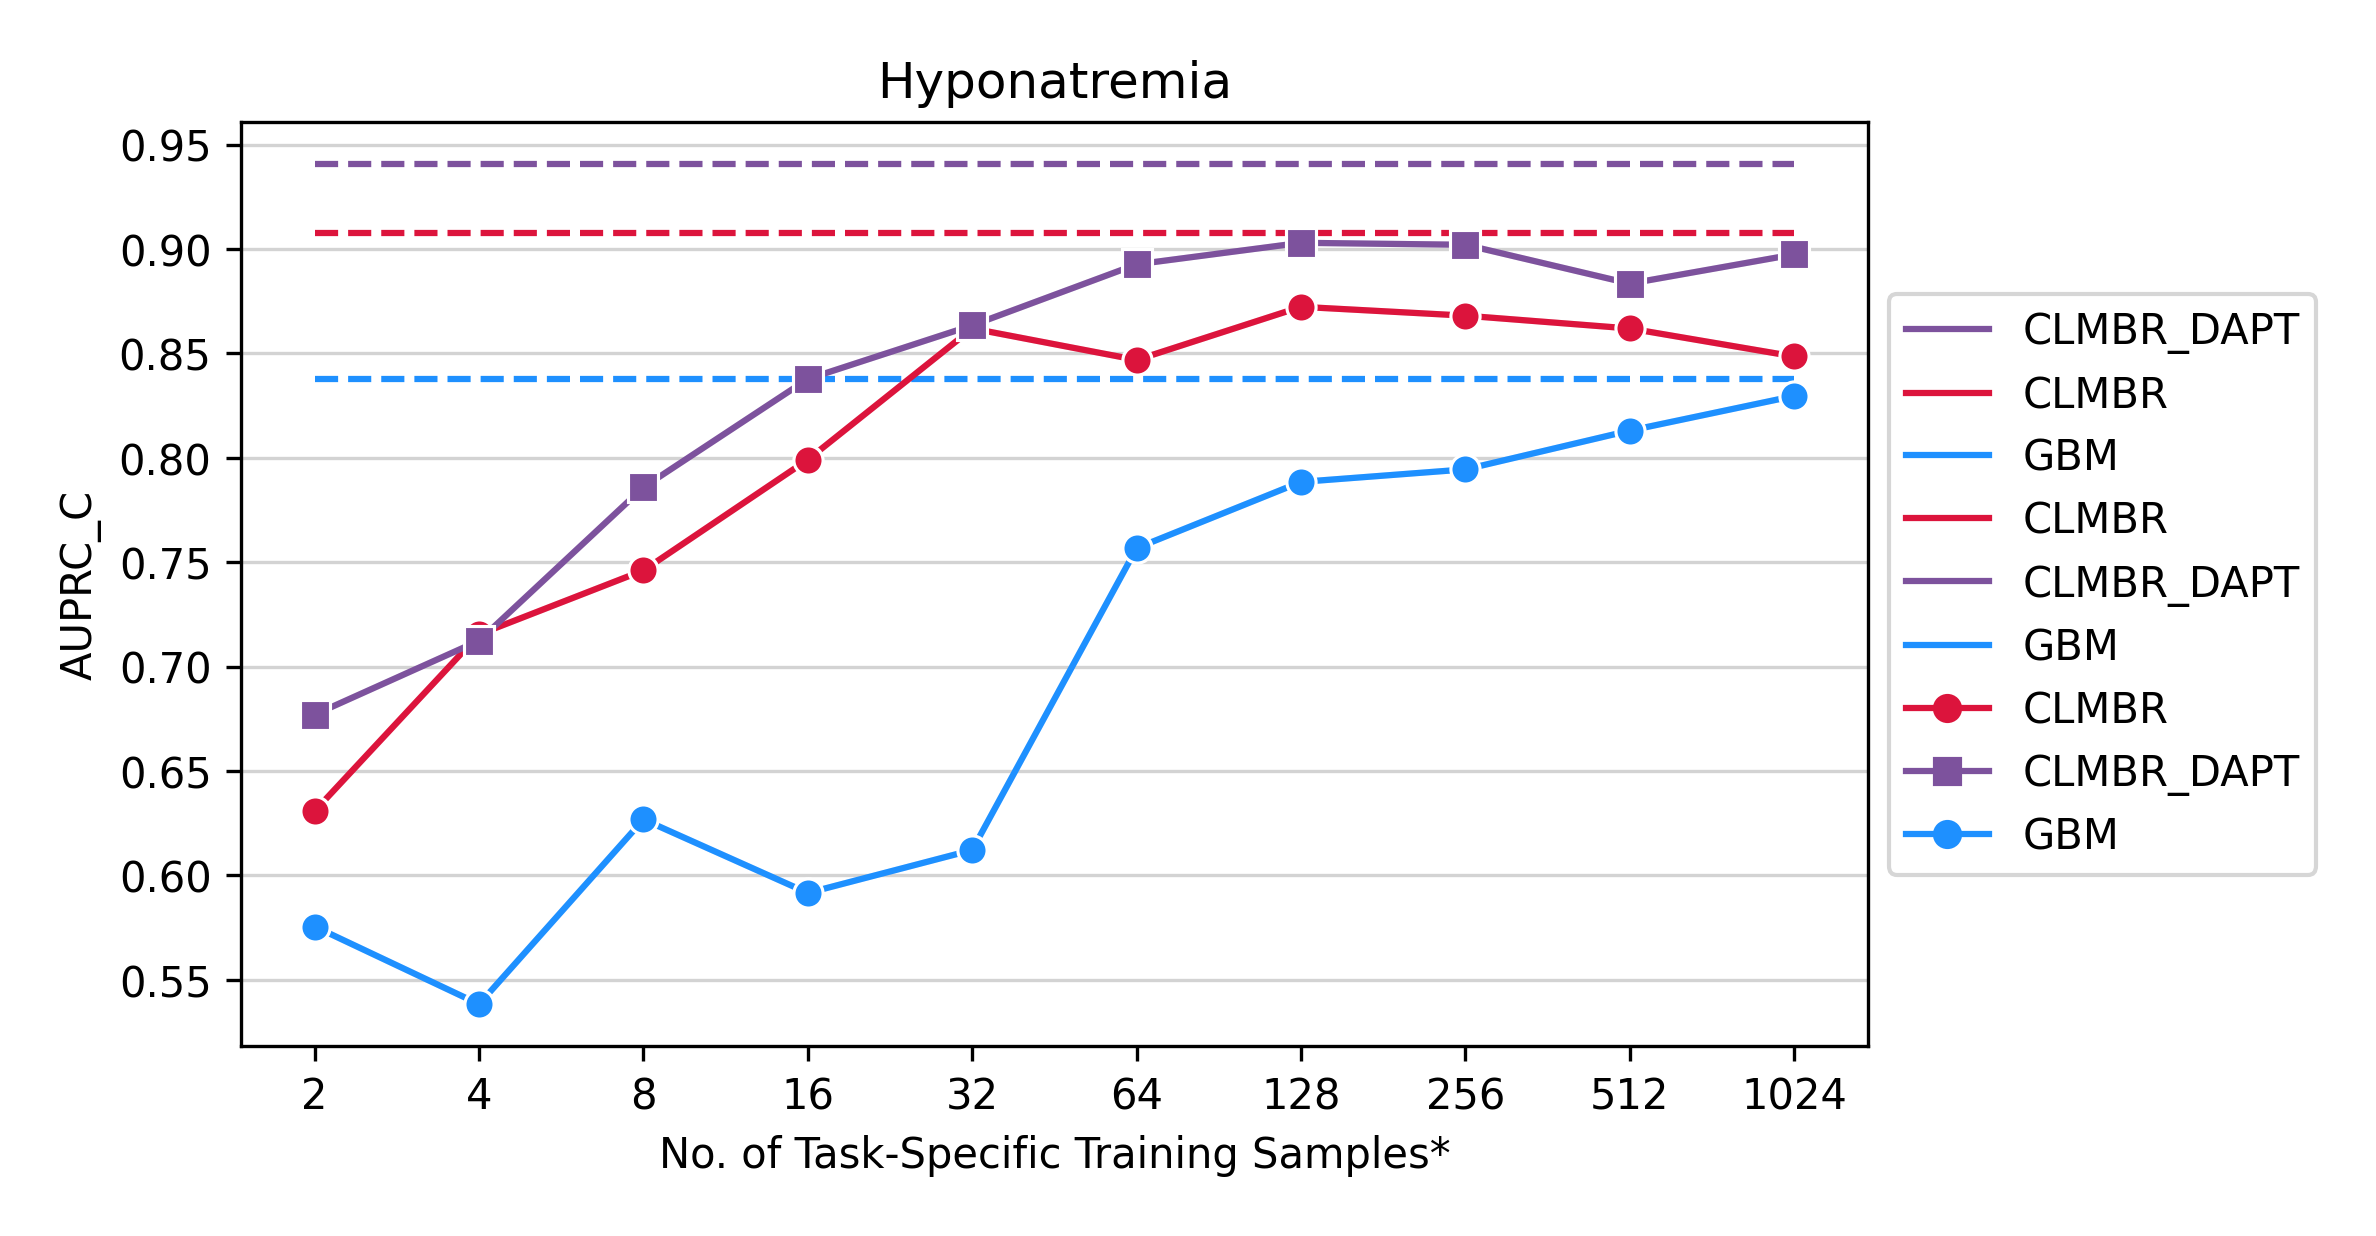 Hyponatremia
0.95
0.90
0.85
0.80
0.75
0.70
0.65
0.60
0.55
AUPRC_C
2 4 8 16 32 64 128 256 512 1024
No. of Task-Specific Training Samples*
CLMBR_DAPT
CLMBR
GBM
CLMBR
CLMBR_DAPT
GBM
CLMBR
CLMBR_DAPT
GBM